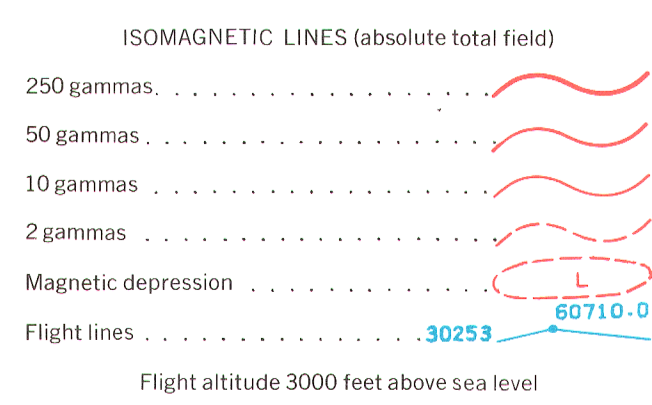 ISOMAGNETIC LINES (absolute total field)
250 gammas. . . . . . . . . . . . . . . . . .
50 gammas . . . . . . . . . . . . . . . . . . .
10 gammas . . . . . . . . . . . . . . . . . .
2 gammas . . . . . . . . . . . . . . . . . . .
Magnetic depression . . . . . . . . . . . . . L
60710.0
Flight lines . . . . . . . . . . . . . . .30253
Flight altitude 3000 feet above sea level